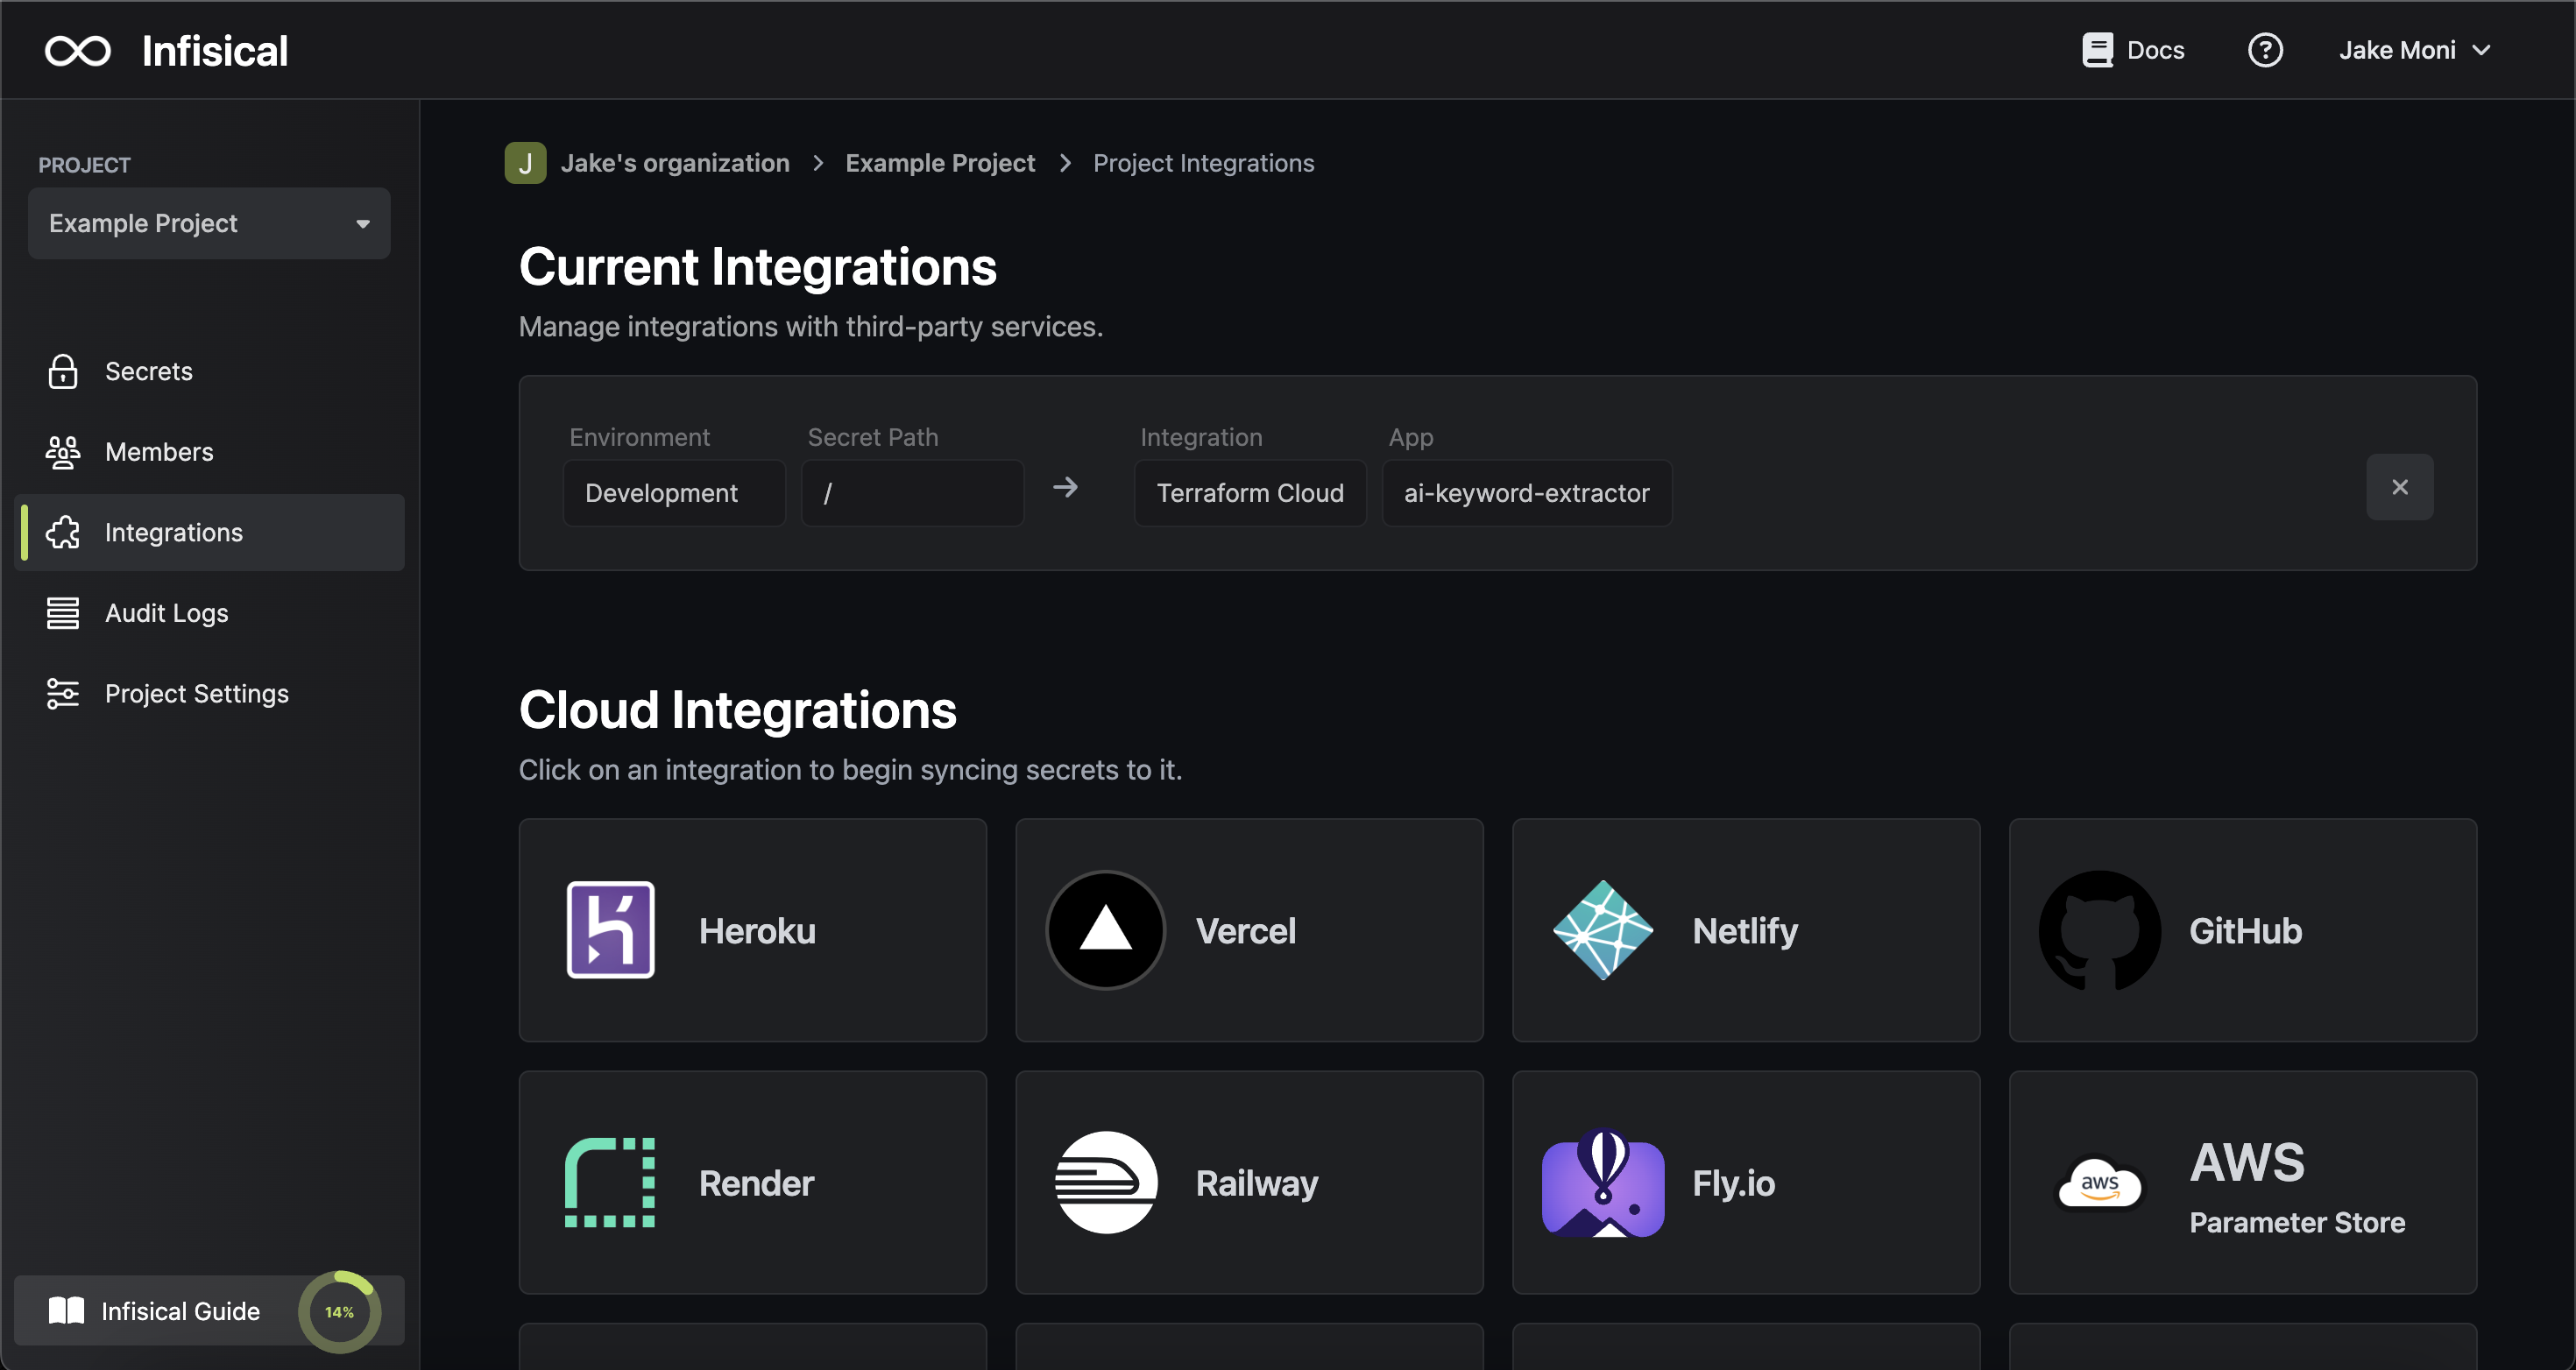 Infisical
Docs
Jake Moni
PROJECT
Example Project
Secrets
Members
Integrations
Audit Logs
Project Settings
Infisical Guide
14%
J Jake's organization > Example Project > Project Integrations
Current Integrations
Manage integrations with third-party services.
Environment Secret Path Integration App
Development / → Terraform Cloud ai-keyword-extractor
Cloud Integrations
Click on an integration to begin syncing secrets to it.
Heroku
Vercel
Netlify
GitHub
Render
Railway
Fly.io
aws
AWS
Parameter Store